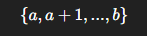 {a, a + 1, ..., b}